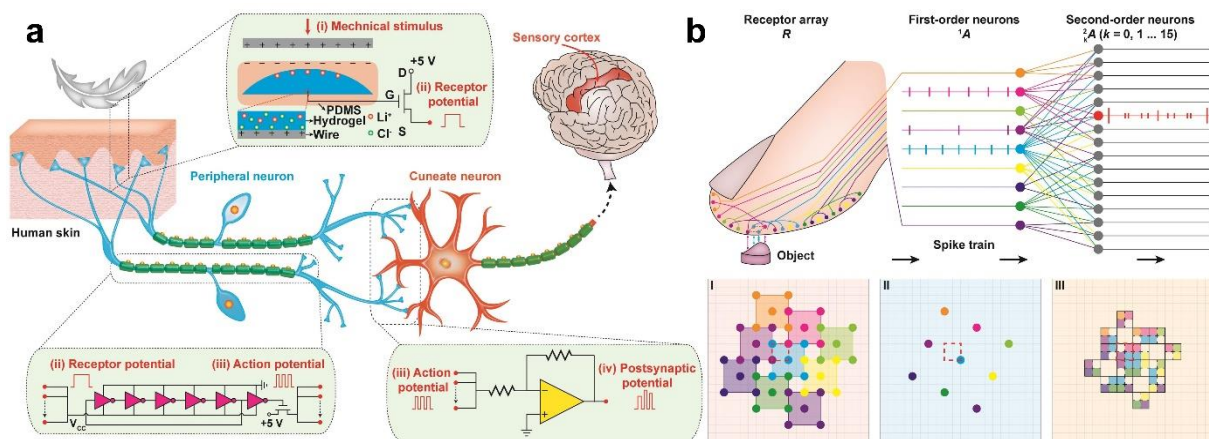 a
(i) Mechnical stimulus
+ + + + + + + +
- - - - - - - -
+5 V
D
G
S
(ii) Receptor
potential
PDMS
Hydrogel
Wire
Li⁺
Cl⁻
Sensory cortex
Peripheral neuron
Cuneate neuron
Human skin
(ii) Receptor potential
(iii) Action potential
Vcc
+5 V
(iii) Action
potential
(iv) Postsynaptic
potential
−
+
b
Receptor array
R
First-order neurons
¹A
Second-order neurons
²ₖA (k = 0, 1 ... 15)
Object
Spike train
I
II
III